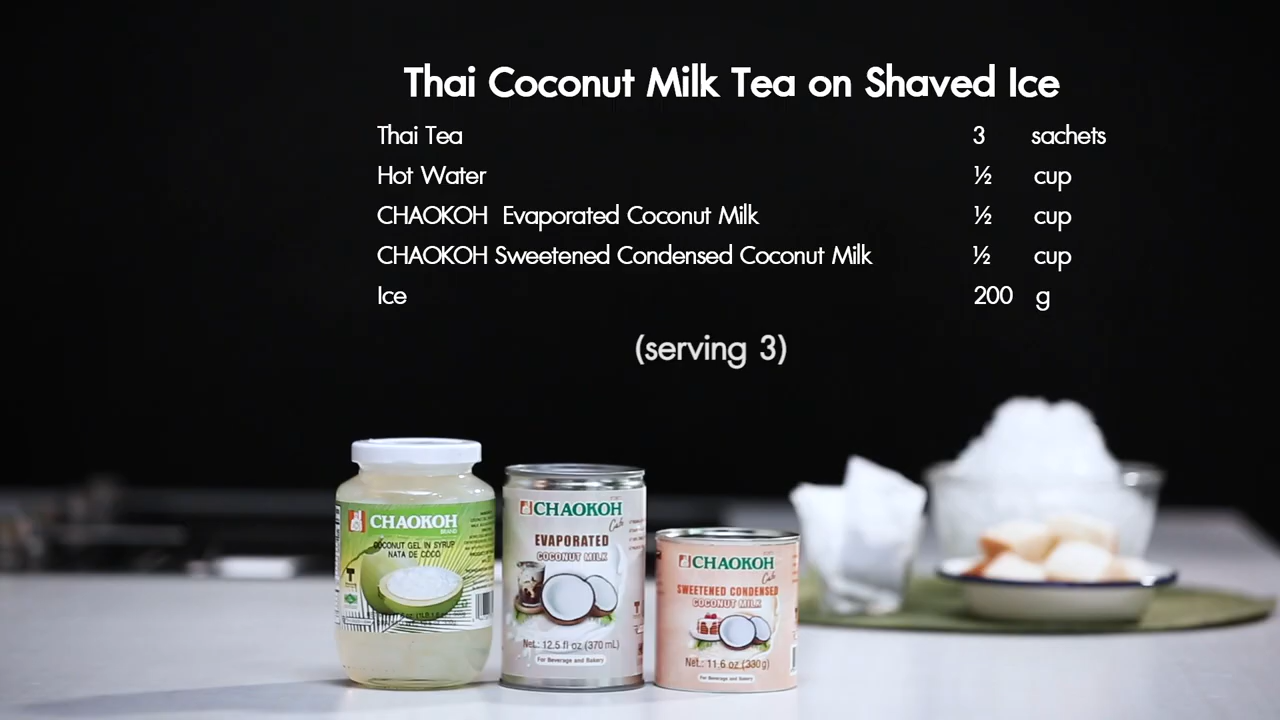 Thai Coconut Milk Tea on Shaved Ice
Thai Tea 3 sachets
Hot Water ½ cup
CHAOKOH Evaporated Coconut Milk ½ cup
CHAOKOH Sweetened Condensed Coconut Milk ½ cup
Ice 200 g
(serving 3)
CHAOKOH
BRAND
COCONUT GEL IN SYRUP
NATA DE COCO
CHAOKOH
Cafe
EVAPORATED
COCONUT MILK
Net.: 12.5 fl oz (370 mL)
For Beverage and Bakery
CHAOKOH
Cafe
SWEETENED CONDENSED
COCONUT MILK
Net.: 11.6 oz (330g)
For Beverage and Bakery